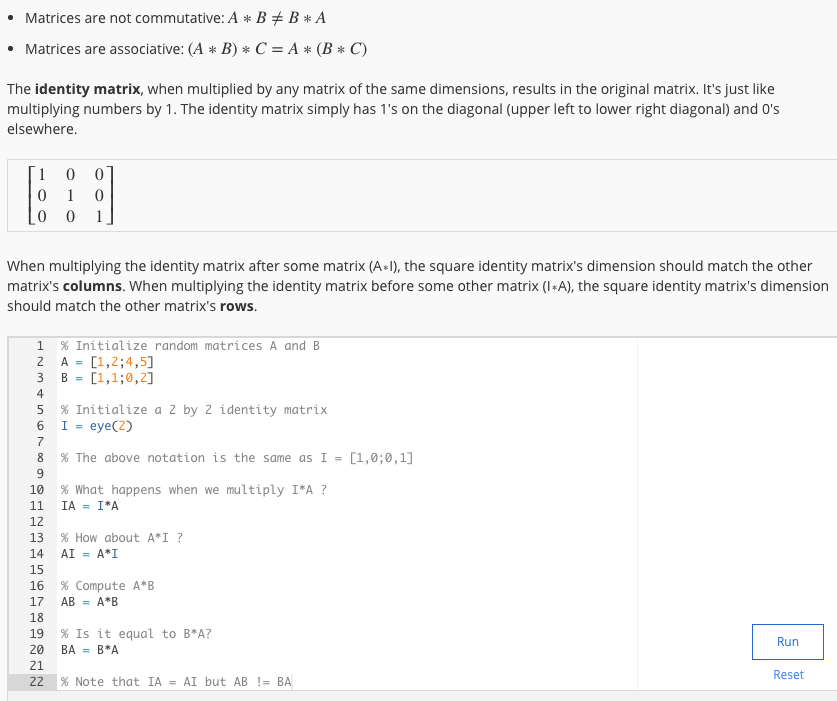 • Matrices are not commutative: A ∗ B ≠ B ∗ A
• Matrices are associative: (A ∗ B) ∗ C = A ∗ (B ∗ C)
The identity matrix, when multiplied by any matrix of the same dimensions, results in the original matrix. It's just like
multiplying numbers by 1. The identity matrix simply has 1's on the diagonal (upper left to lower right diagonal) and 0's
elsewhere.
1 0 0
0 1 0
0 0 1
When multiplying the identity matrix after some matrix (A∗I), the square identity matrix's dimension should match the other
matrix's columns. When multiplying the identity matrix before some other matrix (I∗A), the square identity matrix's dimension
should match the other matrix's rows.
1 % Initialize random matrices A and B
2 A = [1,2;4,5]
3 B = [1,1;0,2]
4
5 % Initialize a 2 by 2 identity matrix
6 I = eye(2)
7
8 % The above notation is the same as I = [1,0;0,1]
9
10 % What happens when we multiply I*A ?
11 IA = I*A
12
13 % How about A*I ?
14 AI = A*I
15
16 % Compute A*B
17 AB = A*B
18
19 % Is it equal to B*A?
20 BA = B*A
21
22 % Note that IA = AI but AB != BA
Run
Reset